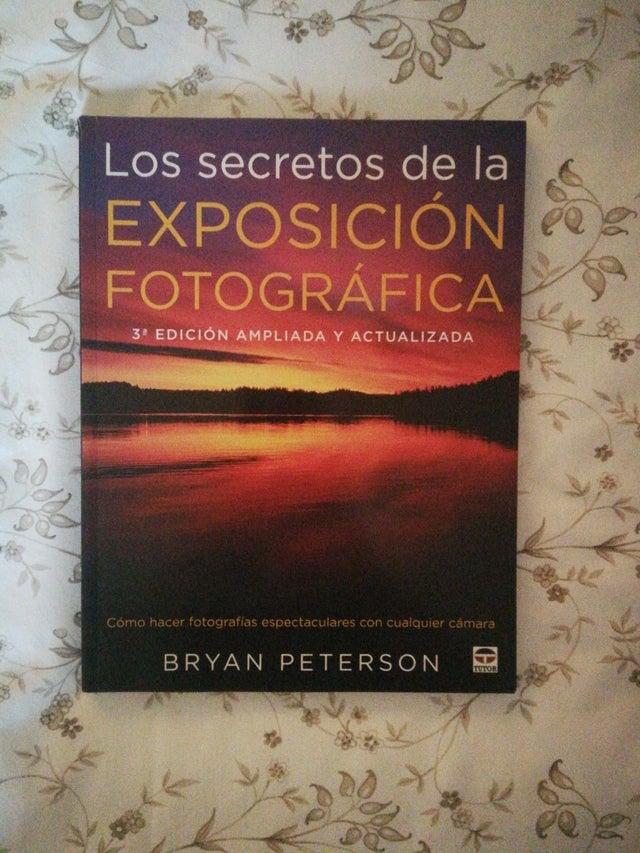 Los secretos de la
EXPOSICIÓN
FOTOGRÁFICA
3ª EDICIÓN AMPLIADA Y ACTUALIZADA
Cómo hacer fotografías espectaculares con cualquier cámara
BRYAN PETERSON
TUTOR